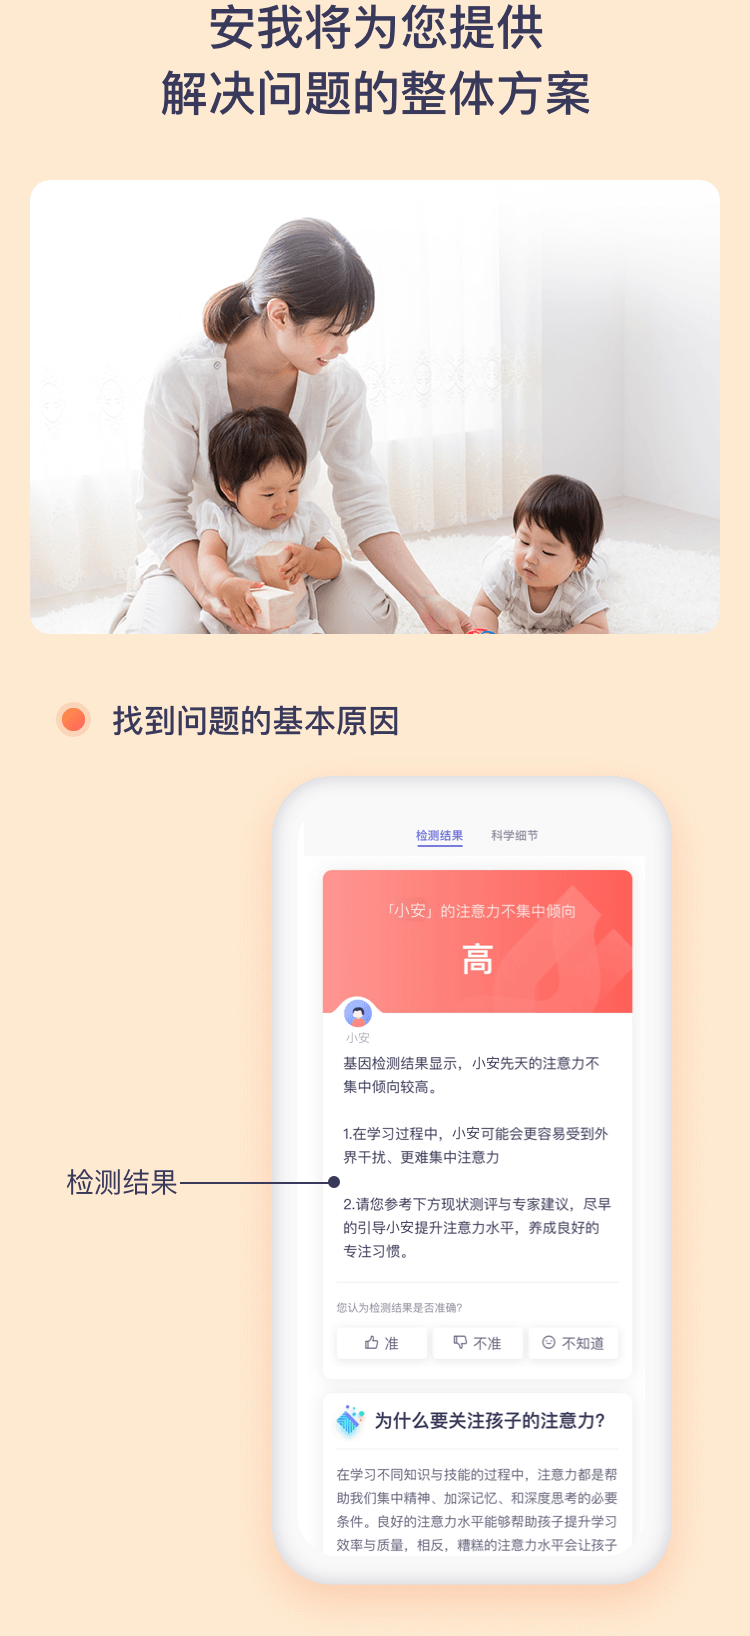 安我将为您提供
解决问题的整体方案
找到问题的基本原因
检测结果 科学细节
「小安」的注意力不集中倾向
高
小安
基因检测结果显示，小安先天的注意力不
集中倾向较高。
1.在学习过程中，小安可能会更容易受到外
界干扰、更难集中注意力
检测结果
2.请您参考下方现状测评与专家建议，尽早
的引导小安提升注意力水平，养成良好的
专注习惯。
您认为检测结果是否准确?
准 不准 不知道
为什么要关注孩子的注意力?
在学习不同知识与技能的过程中，注意力都是帮
助我们集中精神、加深记忆、和深度思考的必要
条件。良好的注意力水平能够帮助孩子提升学习
效率与质量，相反，糟糕的注意力水平会让孩子